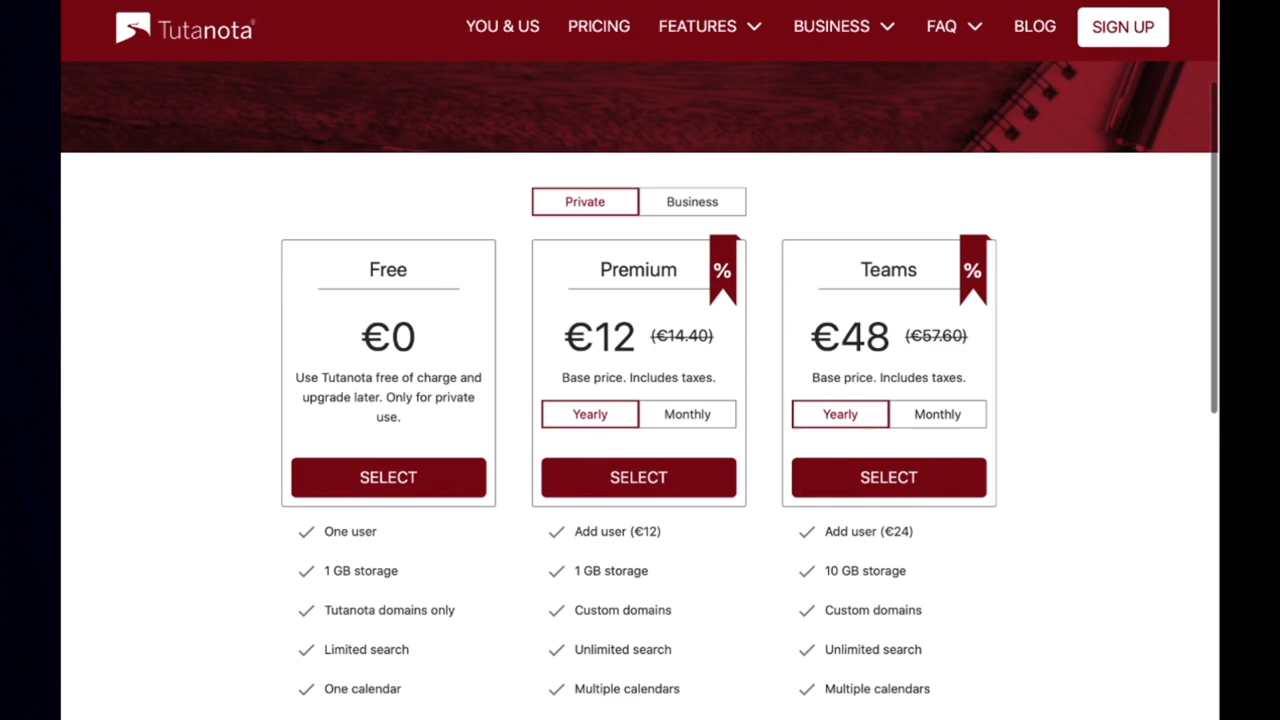 Tutanota
YOU & US
PRICING
FEATURES
BUSINESS
FAQ
BLOG
SIGN UP
Private
Business
Free
€0
Use Tutanota free of charge and
upgrade later. Only for private
use.
SELECT
One user
1 GB storage
Tutanota domains only
Limited search
One calendar
Premium
%
€12 (€14.40)
Base price. Includes taxes.
Yearly
Monthly
SELECT
Add user (€12)
1 GB storage
Custom domains
Unlimited search
Multiple calendars
Teams
%
€48 (€57.60)
Base price. Includes taxes.
Yearly
Monthly
SELECT
Add user (€24)
10 GB storage
Custom domains
Unlimited search
Multiple calendars